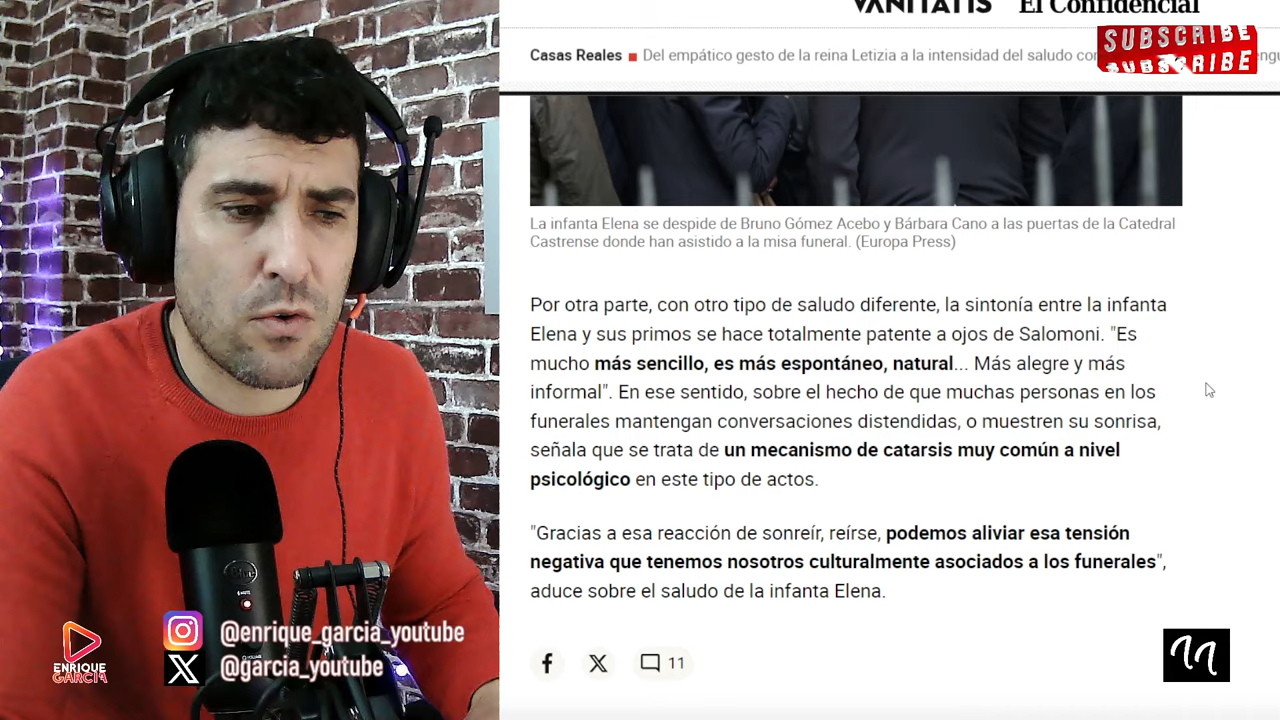 VANITATIS El Confidencial
SUBSCRIBE
SUBSCRIBE
Casas Reales ■ Del empático gesto de la reina Letizia a la intensidad del saludo
La infanta Elena se despide de Bruno Gómez Acebo y Bárbara Cano a las puertas de la Catedral
Castrense donde han asistido a la misa funeral. (Europa Press)
Por otra parte, con otro tipo de saludo diferente, la sintonía entre la infanta
Elena y sus primos se hace totalmente patente a ojos de Salomoni. "Es
mucho más sencillo, es más espontáneo, natural... Más alegre y más
informal". En ese sentido, sobre el hecho de que muchas personas en los
funerales mantengan conversaciones distendidas, o muestren su sonrisa,
señala que se trata de un mecanismo de catarsis muy común a nivel
psicológico en este tipo de actos.
"Gracias a esa reacción de sonreír, reírse, podemos aliviar esa tensión
negativa que tenemos nosotros culturalmente asociados a los funerales",
aduce sobre el saludo de la infanta Elena.
11
@enrique_garcia_youtube
@garcia_youtube
ENRIQUE
GARCIA